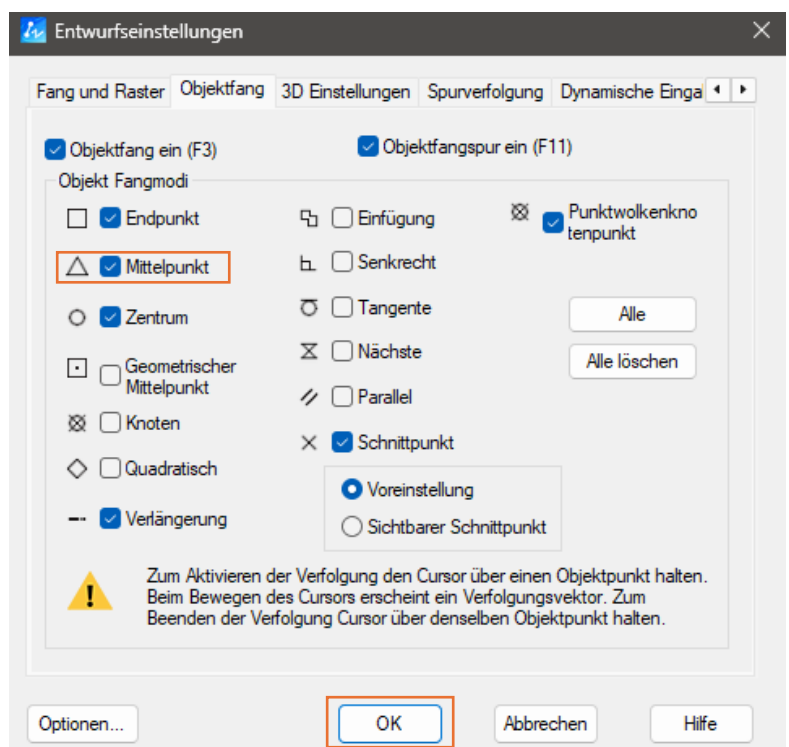 Entwurfseinstellungen
Fang und Raster Objektfang 3D Einstellungen Spurverfolgung Dynamische Einga
Objektfang ein (F3) Objektfangspur ein (F11)
Objekt Fangmodi
Endpunkt
Mittelpunkt
Zentrum
Geometrischer
Mittelpunkt
Knoten
Quadratisch
Verlängerung
Einfügung
Senkrecht
Tangente
Nächste
Parallel
Schnittpunkt
Voreinstellung
Sichtbarer Schnittpunkt
Punktwolkenkno
tenpunkt
Alle
Alle löschen
Zum Aktivieren der Verfolgung den Cursor über einen Objektpunkt halten.
Beim Bewegen des Cursors erscheint ein Verfolgungsvektor. Zum
Beenden der Verfolgung Cursor über denselben Objektpunkt halten.
Optionen... OK Abbrechen Hilfe